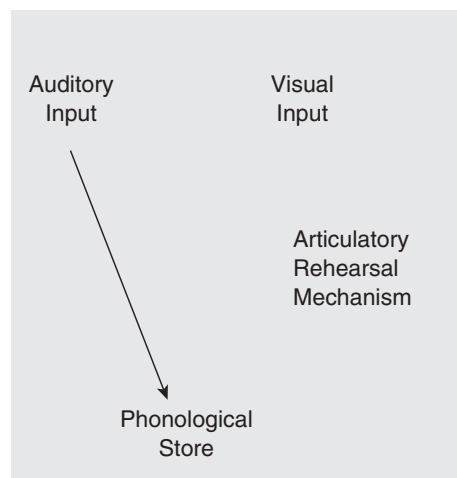 Auditory
Input
Visual
Input
Articulatory
Rehearsal
Mechanism
Phonological
Store